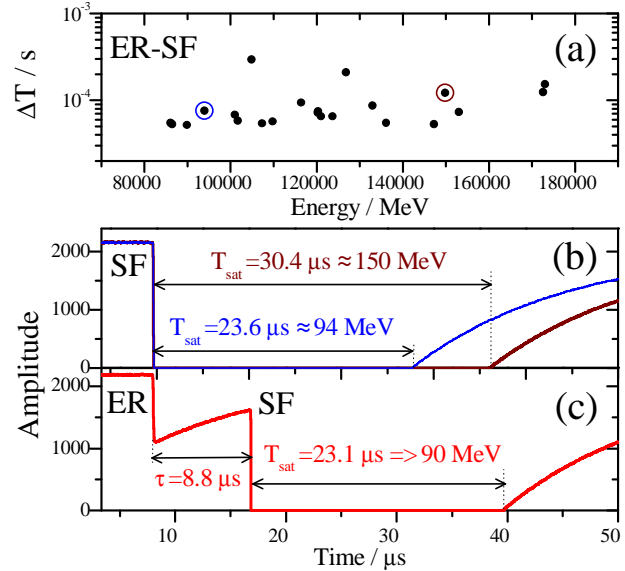 10⁻³
ER-SF
(a)
ΔT / s
10⁻⁴
80000 100000 120000 140000 160000 180000
Energy / MeV
2000
SF
(b)
T_sat =30.4 µs ≈ 150 MeV
1000
T_sat =23.6 µs ≈ 94 MeV
0
Amplitude
2000
ER
SF
(c)
T_sat =23.1 µs => 90 MeV
1000
τ =8.8 µs
0
10 20 30 40 50
Time / µs